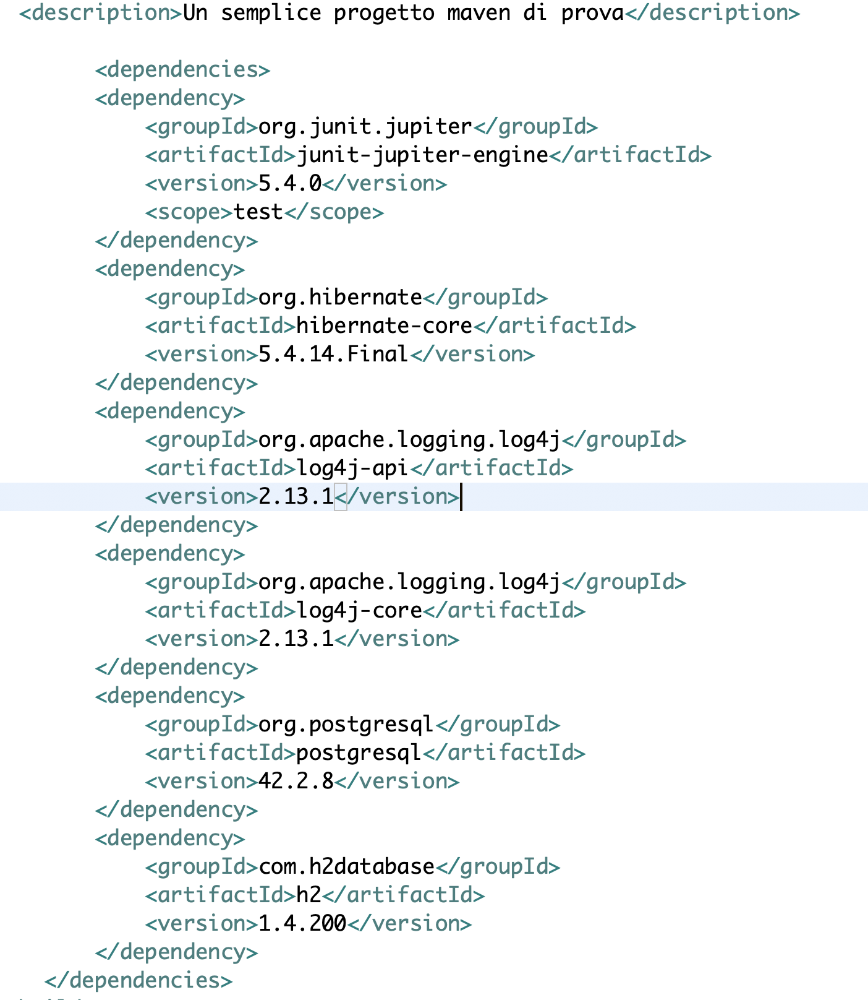 <description>Un semplice progetto maven di prova</description>
<dependencies>
<dependency>
<groupId>org.junit.jupiter</groupId>
<artifactId>junit-jupiter-engine</artifactId>
<version>5.4.0</version>
<scope>test</scope>
</dependency>
<dependency>
<groupId>org.hibernate</groupId>
<artifactId>hibernate-core</artifactId>
<version>5.4.14.Final</version>
</dependency>
<dependency>
<groupId>org.apache.logging.log4j</groupId>
<artifactId>log4j-api</artifactId>
<version>2.13.1</version>
</dependency>
<dependency>
<groupId>org.apache.logging.log4j</groupId>
<artifactId>log4j-core</artifactId>
<version>2.13.1</version>
</dependency>
<dependency>
<groupId>org.postgresql</groupId>
<artifactId>postgresql</artifactId>
<version>42.2.8</version>
</dependency>
<dependency>
<groupId>com.h2database</groupId>
<artifactId>h2</artifactId>
<version>1.4.200</version>
</dependency>
</dependencies>